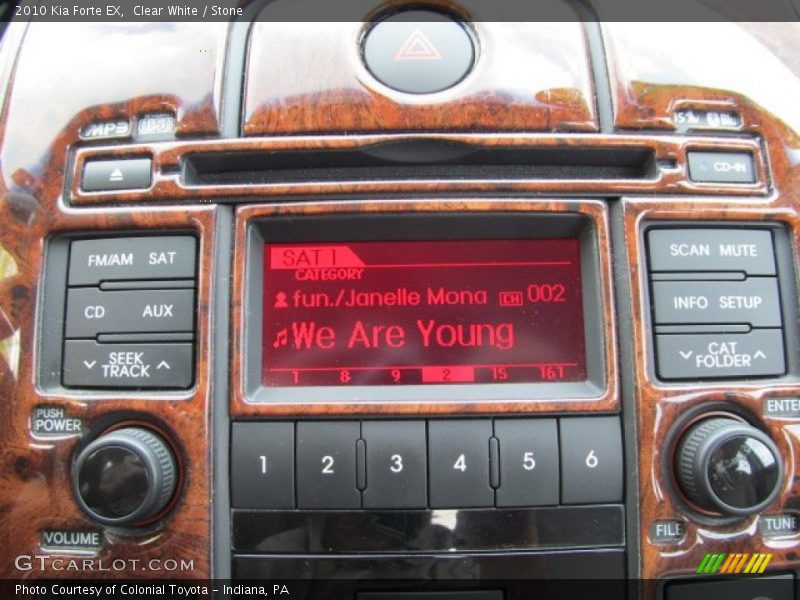 2010 Kia Forte EX,  Clear White / Stone
MP3
CD-IN
FM/AM SAT
CD AUX
SEEK
TRACK
SAT 1
CATEGORY
fun./Janelle Mona CH 002
We Are Young
1 8 9 2 15 161
SCAN MUTE
INFO SETUP
CAT
FOLDER
PUSH
POWER
VOLUME
1 2 3 4 5 6
ENTER
FILE
TUNE
GTCARLOT.COM
Photo Courtesy of Colonial Toyota - Indiana, PA